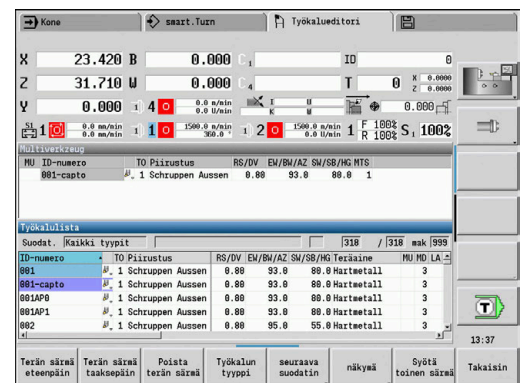 Kone smart.Turn Työkalueditori
X 23.420 B 0.000 C 1 ID 0
Z 31.710 W 0.000 C 4 T 0 X 0.0000 Z 0.0000
Y 0.000 1) 4 0.0 m/min 0.0 U/min I U K W 0.000
S1 1 0.0 mm/min 0.0 mm/min 1) 1 1500.0 m/min 360.0 ° 1) 2 1500.0 m/min 0.0 U/min 1 F 100% R 100% S 1 100%
Multiverkzeug
MU ID-numero TO Piirustus RS/DV EW/BW/AZ SW/SB/HG MTS
001-capto 1 Schruppen Aussen 0.80 93.0 80.0 1
Työkalulista
Suodat. Kaikki tyypit 318 / 318 mak 999
ID-numero TO Piirustus RS/DV EW/BW/AZ SW/SB/HG Teräaine MU MD LA
001 1 Schruppen Aussen 0.80 93.0 80.0 Hartmetall 3
001-capto 1 Schruppen Aussen 0.80 93.0 80.0 Hartmetall 3
001AP0 1 Schruppen Aussen 0.80 93.0 80.0 Hartmetall 3
001AP1 1 Schruppen Aussen 0.80 93.0 80.0 Hartmetall 3
002 1 Schruppen Aussen 0.80 95.0 55.0 Hartmetall 3
T
13:37
Terän särmä eteenpäin
Terän särmä taaksepäin
Poista terän särmä
Työkalun tyyppi
seuraava suodatin
näkymä
Syötä toinen särmä
Takaisin